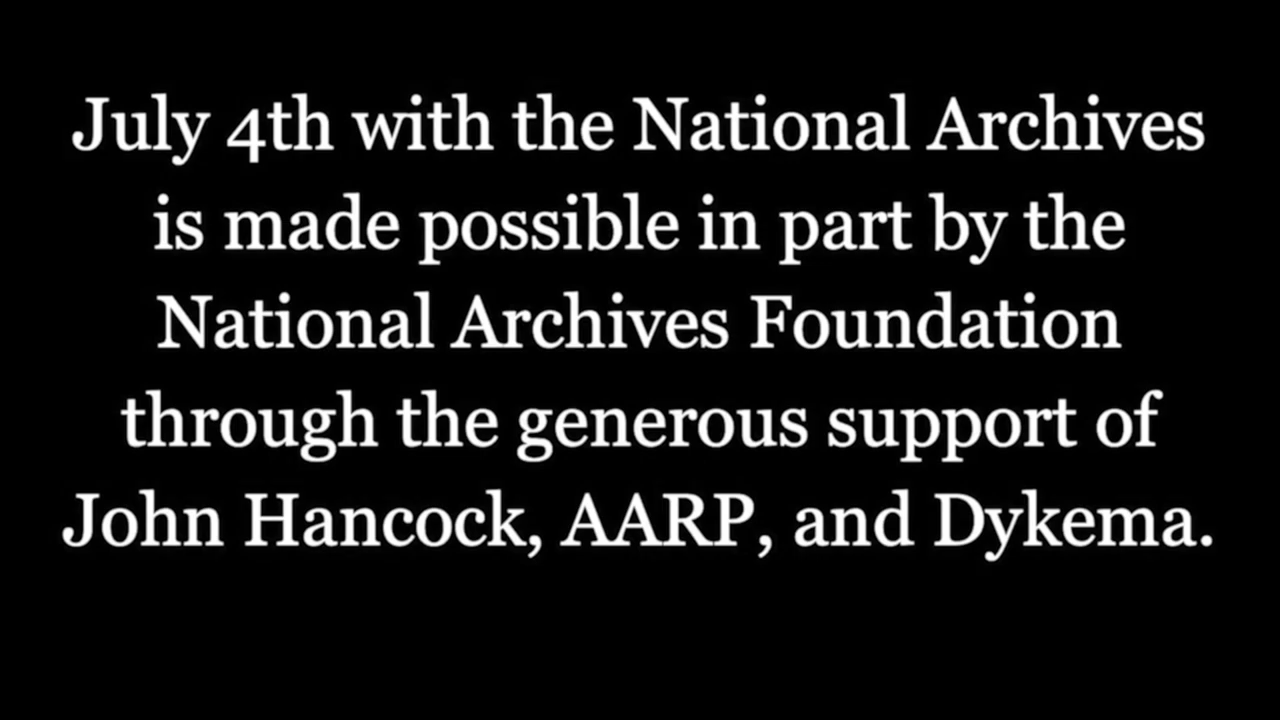 July 4th with the National Archives
is made possible in part by the
National Archives Foundation
through the generous support of
John Hancock, AARP, and Dykema.